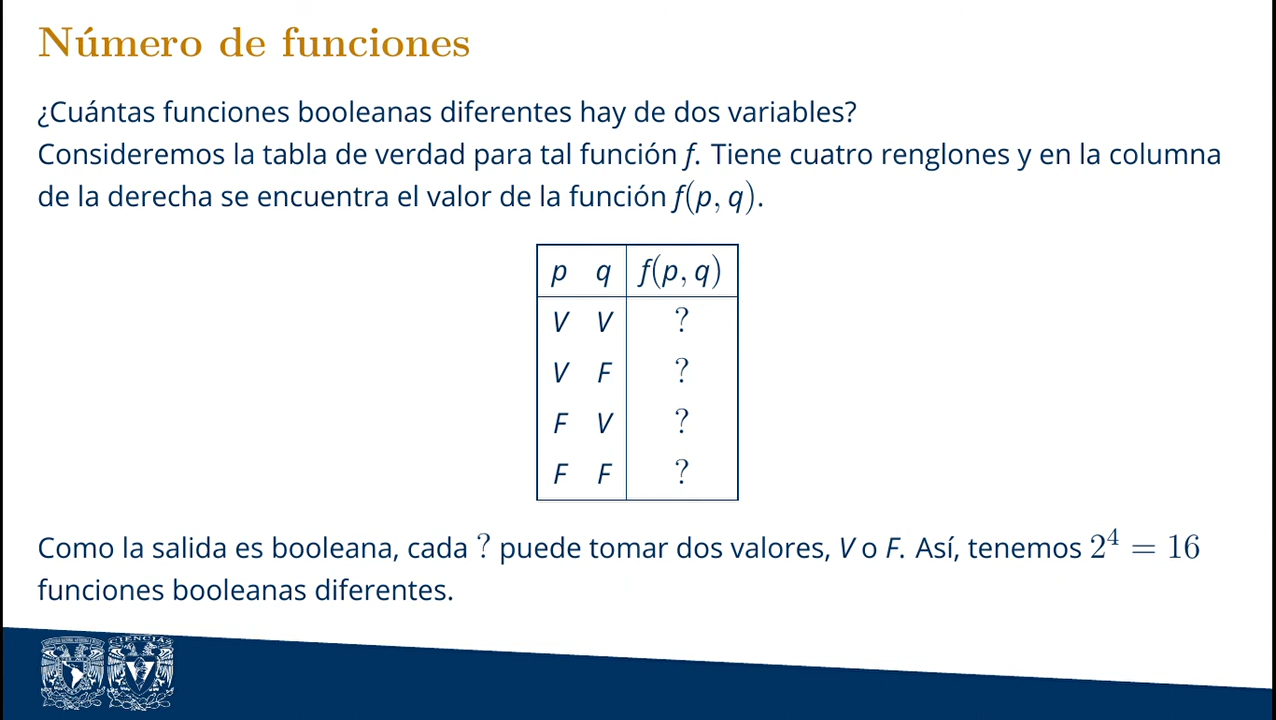 Número de funciones
¿Cuántas funciones booleanas diferentes hay de dos variables?
Consideremos la tabla de verdad para tal función f. Tiene cuatro renglones y en la columna
de la derecha se encuentra el valor de la función f(p, q).
p q f(p, q)
V V ?
V F ?
F V ?
F F ?
Como la salida es booleana, cada ? puede tomar dos valores, V o F. Así, tenemos 2⁴ = 16
funciones booleanas diferentes.
CIENCIAS